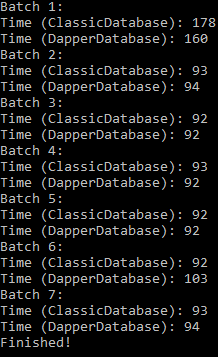 Batch 1:
Time (ClassicDatabase): 178
Time (DapperDatabase): 160
Batch 2:
Time (ClassicDatabase): 93
Time (DapperDatabase): 94
Batch 3:
Time (ClassicDatabase): 92
Time (DapperDatabase): 92
Batch 4:
Time (ClassicDatabase): 93
Time (DapperDatabase): 92
Batch 5:
Time (ClassicDatabase): 92
Time (DapperDatabase): 92
Batch 6:
Time (ClassicDatabase): 92
Time (DapperDatabase): 103
Batch 7:
Time (ClassicDatabase): 93
Time (DapperDatabase): 94
Finished!